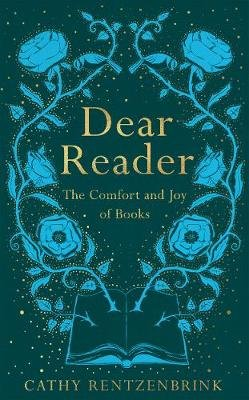 Dear
Reader
The Comfort and Joy
of Books
CATHY RENTZENBRINK